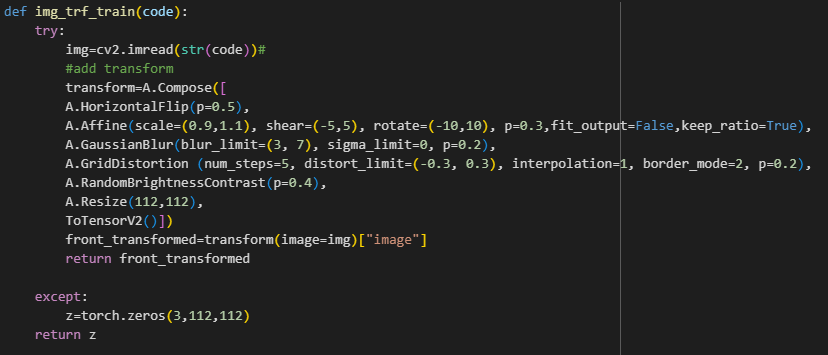 def img_trf_train(code):
    try:
        img=cv2.imread(str(code))#
        #add transform
        transform=A.Compose([
        A.HorizontalFlip(p=0.5),
        A.Affine(scale=(0.9,1.1), shear=(-5,5), rotate=(-10,10), p=0.3,fit_output=False,keep_ratio=True),
        A.GaussianBlur(blur_limit=(3, 7), sigma_limit=0, p=0.2),
        A.GridDistortion (num_steps=5, distort_limit=(-0.3, 0.3), interpolation=1, border_mode=2, p=0.2),
        A.RandomBrightnessContrast(p=0.4),
        A.Resize(112,112),
        ToTensorV2()])
        front_transformed=transform(image=img)["image"]
        return front_transformed

    except:
        z=torch.zeros(3,112,112)
    return z